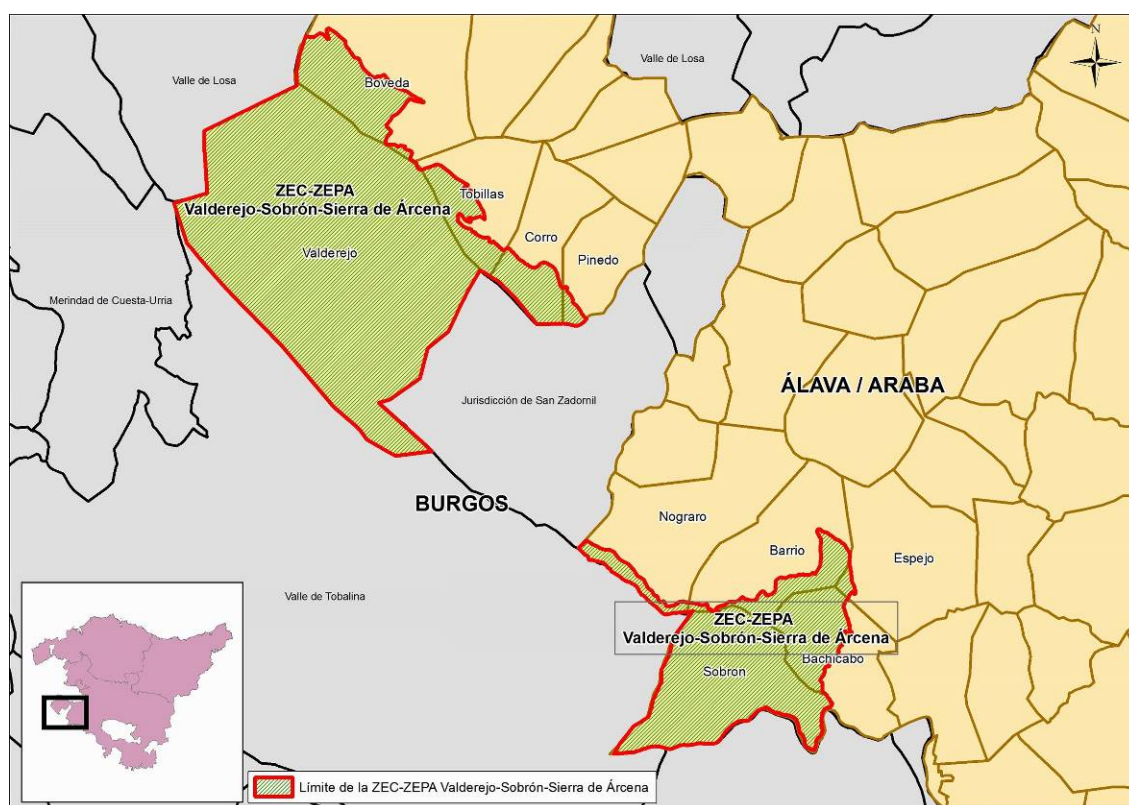 N
Valle de Losa
Valle de Losa
Boveda
ZEC-ZEPA
Valderejo-Sobrón-Sierra de Árcena
Tobillas
Corro
Valderejo
Pinedo
Merindad de Cuesta-Urria
ÁLAVA / ARABA
Jurisdicción de San Zadornil
BURGOS
Nograro
Barrio
Espejo
Valle de Tobalina
ZEC-ZEPA
Valderejo-Sobrón-Sierra de Árcena
Bachicabo
Sobron
Límite de la ZEC-ZEPA Valderejo-Sobrón-Sierra de Árcena